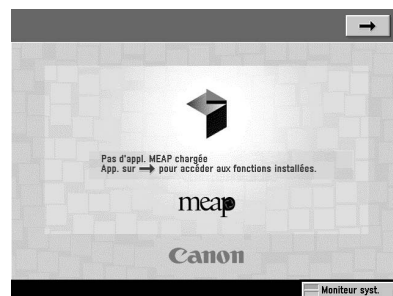 Pas d'appl. MEAP chargée
App. sur → pour accéder aux fonctions installées.
meap
Canon
Moniteur syst.